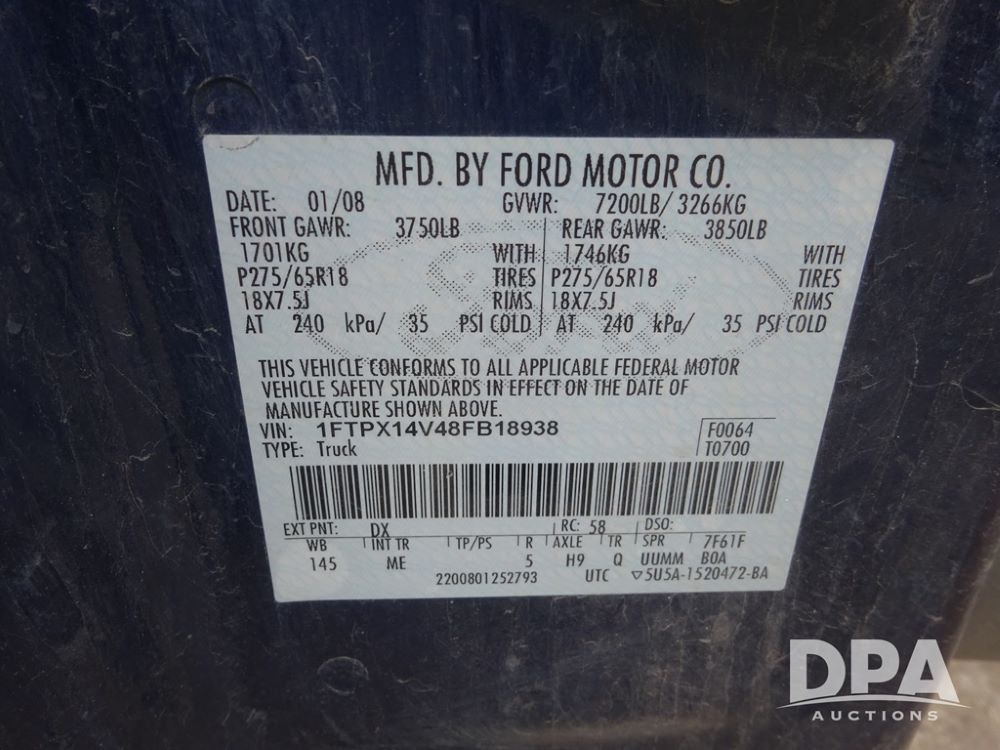 MFD. BY FORD MOTOR CO.
DATE: 01/08 GVWR: 7200LB/ 3266KG
FRONT GAWR: 3750LB REAR GAWR: 3850LB
1701KG WITH 1746KG WITH
P275/65R18 TIRES P275/65R18 TIRES
18X7.5J RIMS 18X7.5J RIMS
AT 240 kPa/ 35 PSI COLD AT 240 kPa/ 35 PSI COLD
THIS VEHICLE CONFORMS TO ALL APPLICABLE FEDERAL MOTOR
VEHICLE SAFETY STANDARDS IN EFFECT ON THE DATE OF
MANUFACTURE SHOWN ABOVE.
VIN: 1FTPX14V48FB18938 F0064
TYPE: Truck T0700
EXT PNT: DX RC: 58 DSO:
WB INT TR TP/PS R AXLE TR SPR 7F61F
145 ME 5 H9 Q UUMM B0A
2200801252793 UTC ▽5U5A-1520472-BA
DPA
AUCTIONS